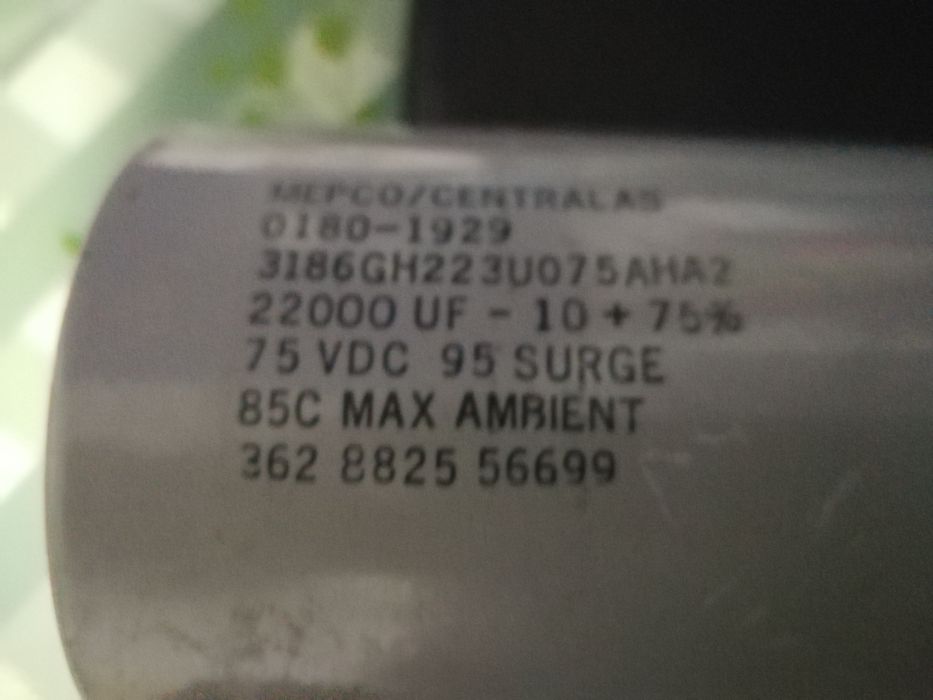 MEPCO/CENTRALAB
0180-1929
3186GH223U075AHA2
22000 UF - 10 + 75%
75 VDC 95 SURGE
85C MAX AMBIENT
362 8825 56699